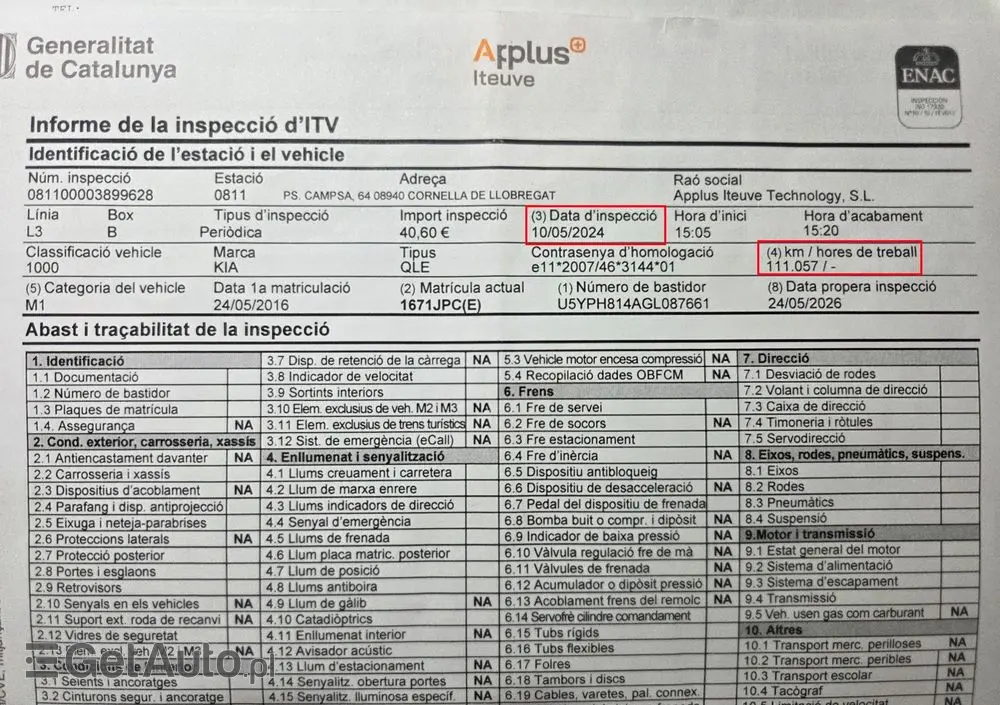 TEL.
Generalitat
de Catalunya
Applus+
Iteuve
ENAC
INSPECCIÓN
Informe de la inspecció d'ITV
Identificació de l'estació i el vehicle
Núm. inspecció Estació Adreça Raó social
081100003899628 0811 PS. CAMPSA, 64 08940 CORNELLA DE LLOBREGAT Applus Iteuve Technology, S.L.
Línia Box Tipus d'inspecció Import inspecció (3) Data d'inspecció Hora d'inici Hora d'acabament
L3 B Periòdica 40,60 € 10/05/2024 15:05 15:20
Classificació vehicle Marca Tipus Contrasenya d'homologació (4) km / hores de treball
1000 KIA QLE e11*2007/46*3144*01 111.057 / -
(5) Categoria del vehicle Data 1a matriculació (2) Matrícula actual (1) Número de bastidor (8) Data propera inspecció
M1 24/05/2016 1671JPC(E) U5YPH814AGL087661 24/05/2026
Abast i traçabilitat de la inspecció
1. Identificació
1.1 Documentació
1.2 Número de bastidor
1.3 Plaques de matrícula
1.4. Assegurança NA
2. Cond. exterior, carrosseria, xassís
2.1 Antiencastament davanter NA
2.2 Carrosseria i xassís
2.3 Dispositius d'acoblament NA
2.4 Parafang i disp. antiprojecció
2.5 Eixuga i neteja-parabrises
2.6 Proteccions laterals NA
2.7 Protecció posterior
2.8 Portes i esglaons
2.9 Retrovisors
2.10 Senyals en els vehicles NA
2.11 Suport ext. roda de recanvi NA
2.12 Vidres de seguretat
NA
3.1 Seients i ancoratges
3.2 Cinturons segur. i ancoratge
3.7 Disp. de retenció de la càrrega NA
3.8 Indicador de velocitat
3.9 Sortints interiors
3.10 Elem. exclusius de veh. M2 i M3 NA
3.11 Elem. exclusius de trens turístics NA
3.12 Sist. de emergència (eCall) NA
4. Enllumenat i senyalització
4.1 Llums creuament i carretera
4.2 Llum de marxa enrere
4.3 Llums indicadors de direcció
4.4 Senyal d'emergència
4.5 Llums de frenada
4.6 Llum placa matric. posterior
4.7 Llum de posició
4.8 Llums antiboira
4.9 Llum de gàlib NA
4.10 Catadiòptrics
4.11 Enllumenat interior NA
4.12 Avisador acústic
4.13 Llum d'estacionament NA
4.14 Senyalitz. obertura portes NA
4.15 Senyalitz. lluminosa específ. NA
5.3 Vehicle motor encesa compressió NA
5.4 Recopilació dades OBFCM NA
6. Frens
6.1 Fre de servei
6.2 Fre de socors NA
6.3 Fre estacionament
6.4 Fre d'inèrcia NA
6.5 Dispositiu antibloqueig
6.6 Dispositiu de desacceleració NA
6.7 Pedal del dispositiu de frenada
6.8 Bomba buit o compr. i dipòsit NA
6.9 Indicador de baixa pressió NA
6.10 Vàlvula regulació fre de mà NA
6.11 Vàlvules de frenada NA
6.12 Acumulador o dipòsit pressió NA
6.13 Acoblament frens del remolc NA
6.14 Servofrè cilindre comandament
6.15 Tubs rígids
6.16 Tubs flexibles
6.17 Folres
6.18 Tambors i discs
6.19 Cables, varetes, pal. connex.
7. Direcció
7.1 Desviació de rodes
7.2 Volant i columna de direcció
7.3 Caixa de direcció
7.4 Timoneria i ròtules
7.5 Servodirecció
8. Eixos, rodes, pneumàtics, suspens.
8.1 Eixos
8.2 Rodes
8.3 Pneumàtics
8.4 Suspensió
9.Motor i transmissió
9.1 Estat general del motor
9.2 Sistema d'alimentació
9.3 Sistema d'escapament
9.4 Transmissió
9.5 Veh. usen gas com carburant NA
10. Altres
10.1 Transport merc. perilloses NA
10.2 Transport merc. peribles NA
10.3 Transport escolar NA
10.4 Tacògraf NA
10.5 Limitació de velocitat NA
GetAuto.pl